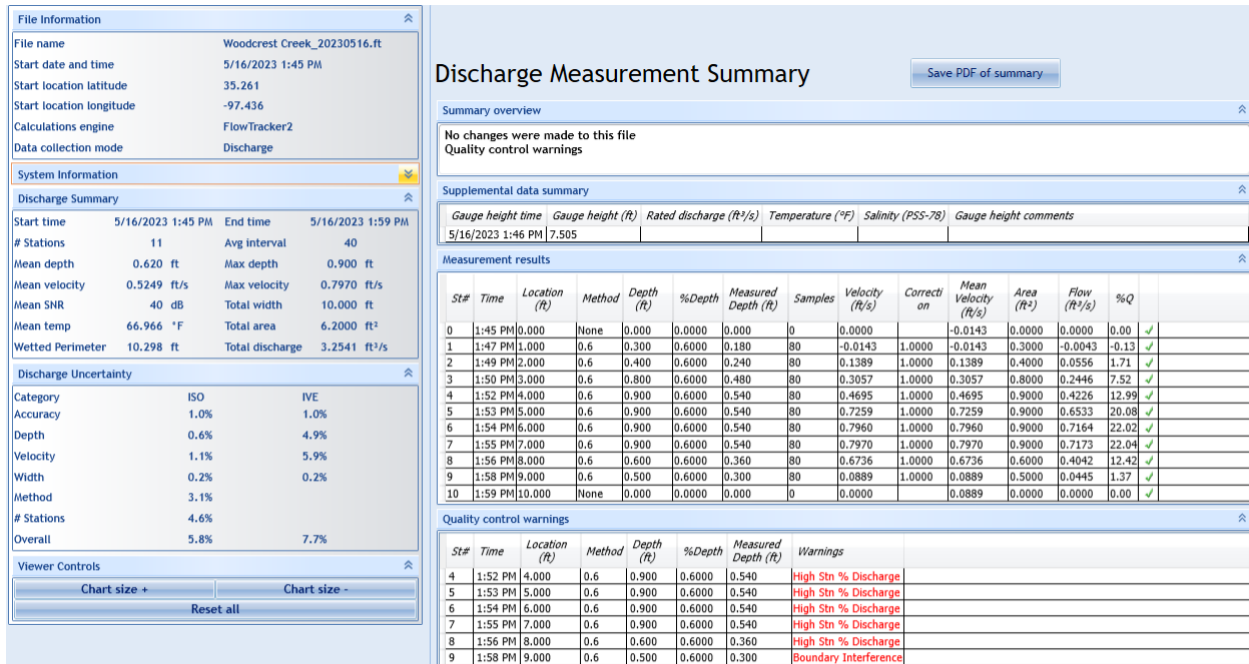 File Information
File name Woodcrest Creek_20230516.ft
Start date and time 5/16/2023 1:45 PM
Start location latitude 35.261
Start location longitude -97.436
Calculations engine FlowTracker2
Data collection mode Discharge
System Information
Discharge Summary
Start time 5/16/2023 1:45 PM End time 5/16/2023 1:59 PM
# Stations 11 Avg interval 40
Mean depth 0.620 ft Max depth 0.900 ft
Mean velocity 0.5249 ft/s Max velocity 0.7970 ft/s
Mean SNR 40 dB Total width 10.000 ft
Mean temp 66.966 °F Total area 6.2000 ft²
Wetted Perimeter 10.298 ft Total discharge 3.2541 ft³/s
Discharge Uncertainty
Category ISO IVE
Accuracy 1.0% 1.0%
Depth 0.6% 4.9%
Velocity 1.1% 5.9%
Width 0.2% 0.2%
Method 3.1%
# Stations 4.6%
Overall 5.8% 7.7%
Viewer Controls
Chart size + Chart size -
Reset all
Discharge Measurement Summary
Save PDF of summary
Summary overview
No changes were made to this file
Quality control warnings
Supplemental data summary
Gauge height time Gauge height (ft) Rated discharge (ft³/s) Temperature (°F) Salinity (PSS-78) Gauge height comments
5/16/2023 1:46 PM 7.505
Measurement results
St# Time Location (ft) Method Depth (ft) %Depth Measured Depth (ft) Samples Velocity (ft/s) Correcti on Mean Velocity (ft/s) Area (ft²) Flow (ft³/s) %Q
0 1:45 PM 0.000 None 0.000 0.0000 0.000 0 0.0000 -0.0143 0.0000 0.0000 0.00 ✓
1 1:47 PM 1.000 0.6 0.300 0.6000 0.180 80 -0.0143 1.0000 -0.0143 0.3000 -0.0043 -0.13 ✓
2 1:49 PM 2.000 0.6 0.400 0.6000 0.240 80 0.1389 1.0000 0.1389 0.4000 0.0556 1.71 ✓
3 1:50 PM 3.000 0.6 0.800 0.6000 0.480 80 0.3057 1.0000 0.3057 0.8000 0.2446 7.52 ✓
4 1:52 PM 4.000 0.6 0.900 0.6000 0.540 80 0.4695 1.0000 0.4695 0.9000 0.4226 12.99 ✓
5 1:53 PM 5.000 0.6 0.900 0.6000 0.540 80 0.7259 1.0000 0.7259 0.9000 0.6533 20.08 ✓
6 1:54 PM 6.000 0.6 0.900 0.6000 0.540 80 0.7960 1.0000 0.7960 0.9000 0.7164 22.02 ✓
7 1:55 PM 7.000 0.6 0.900 0.6000 0.540 80 0.7970 1.0000 0.7970 0.9000 0.7173 22.04 ✓
8 1:56 PM 8.000 0.6 0.600 0.6000 0.360 80 0.6736 1.0000 0.6736 0.6000 0.4042 12.42 ✓
9 1:58 PM 9.000 0.6 0.500 0.6000 0.300 80 0.0889 1.0000 0.0889 0.5000 0.0445 1.37 ✓
10 1:59 PM 10.000 None 0.000 0.0000 0.000 0 0.0000 0.0889 0.0000 0.0000 0.00 ✓
Quality control warnings
St# Time Location (ft) Method Depth (ft) %Depth Measured Depth (ft) Warnings
4 1:52 PM 4.000 0.6 0.900 0.6000 0.540 High Stn % Discharge
5 1:53 PM 5.000 0.6 0.900 0.6000 0.540 High Stn % Discharge
6 1:54 PM 6.000 0.6 0.900 0.6000 0.540 High Stn % Discharge
7 1:55 PM 7.000 0.6 0.900 0.6000 0.540 High Stn % Discharge
8 1:56 PM 8.000 0.6 0.600 0.6000 0.360 High Stn % Discharge
9 1:58 PM 9.000 0.6 0.500 0.6000 0.300 Boundary Interference